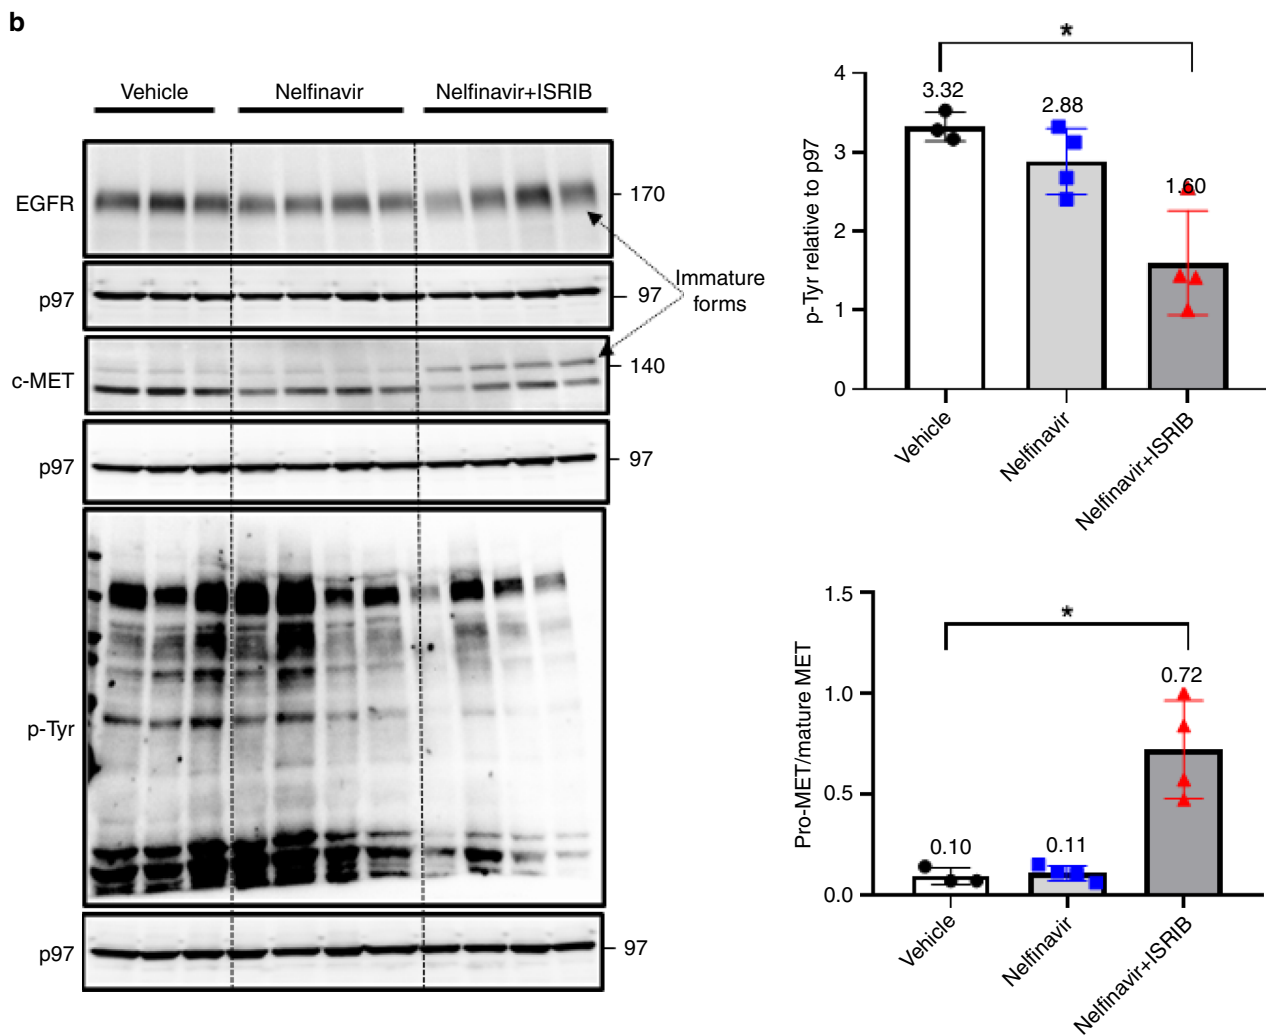 b
Vehicle
Nelfinavir
Nelfinavir+ISRIB
EGFR
170
p97
97
Immature
forms
c-MET
140
p97
97
p-Tyr
p97
97
*
p-Tyr relative to p97
4
3
2
1
0
3.32
2.88
1.60
Vehicle
Nelfinavir
Nelfinavir+ISRIB
*
Pro-MET/mature MET
1.5
1.0
0.5
0.0
0.10
0.11
0.72
Vehicle
Nelfinavir
Nelfinavir+ISRIB